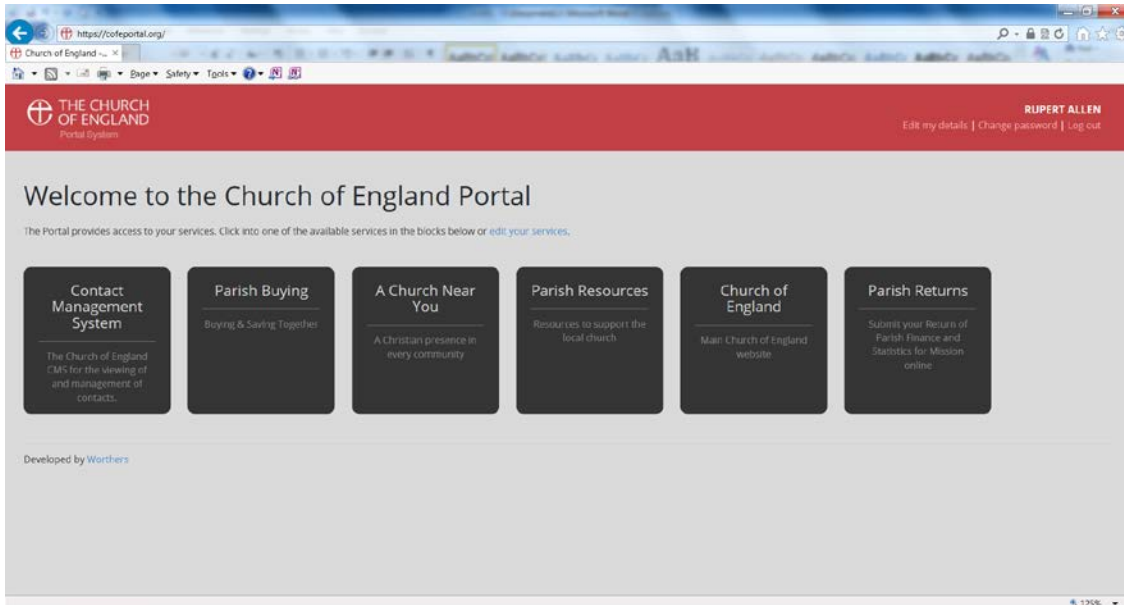 https://cofeportal.org/
Church of England -...
Page Safety Tools
THE CHURCH
OF ENGLAND
Portal System
RUPERT ALLEN
Edit my details | Change password | Log out
Welcome to the Church of England Portal
The Portal provides access to your services. Click into one of the available services in the blocks below or edit your services.
Contact
Management
System
The Church of England
CMS for the viewing of
and management of
contacts.
Parish Buying
Buying & Saving Together
A Church Near
You
A Christian presence in
every community
Parish Resources
Resources to support the
local church
Church of
England
Main Church of England
website
Parish Returns
Submit your Return of
Parish Finance and
Statistics for Mission
online
Developed by Worthers
125%